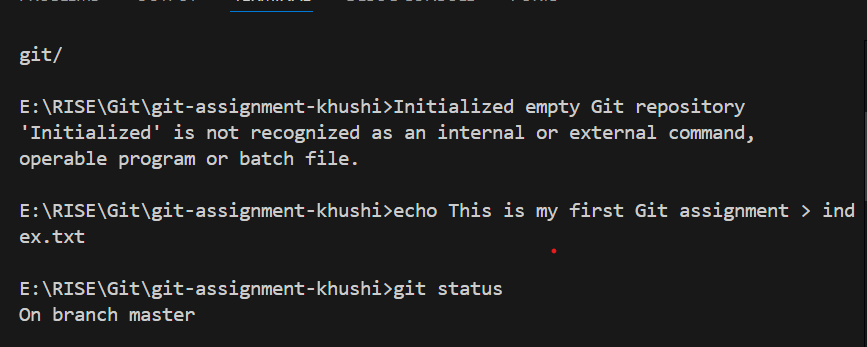 TERMINAL
git/
E:\RISE\Git\git-assignment-khushi>Initialized empty Git repository
'Initialized' is not recognized as an internal or external command,
operable program or batch file.
E:\RISE\Git\git-assignment-khushi>echo This is my first Git assignment > ind
ex.txt
E:\RISE\Git\git-assignment-khushi>git status
On branch master